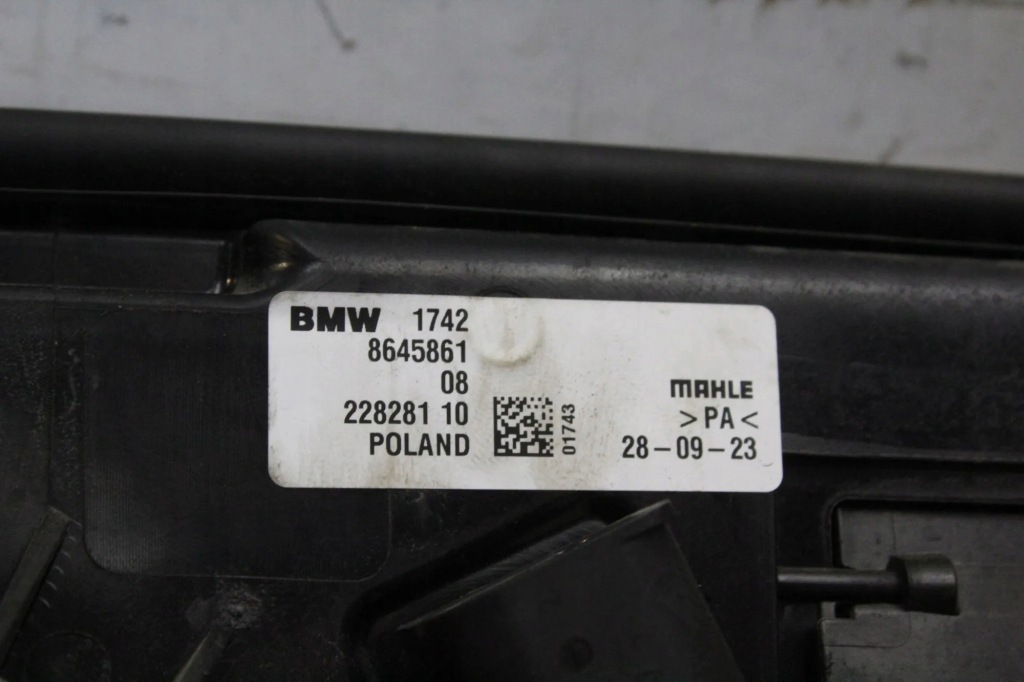 BMW 1742
8645861
08
228281 10
POLAND
01743
MAHLE
>PA<
28-09-23